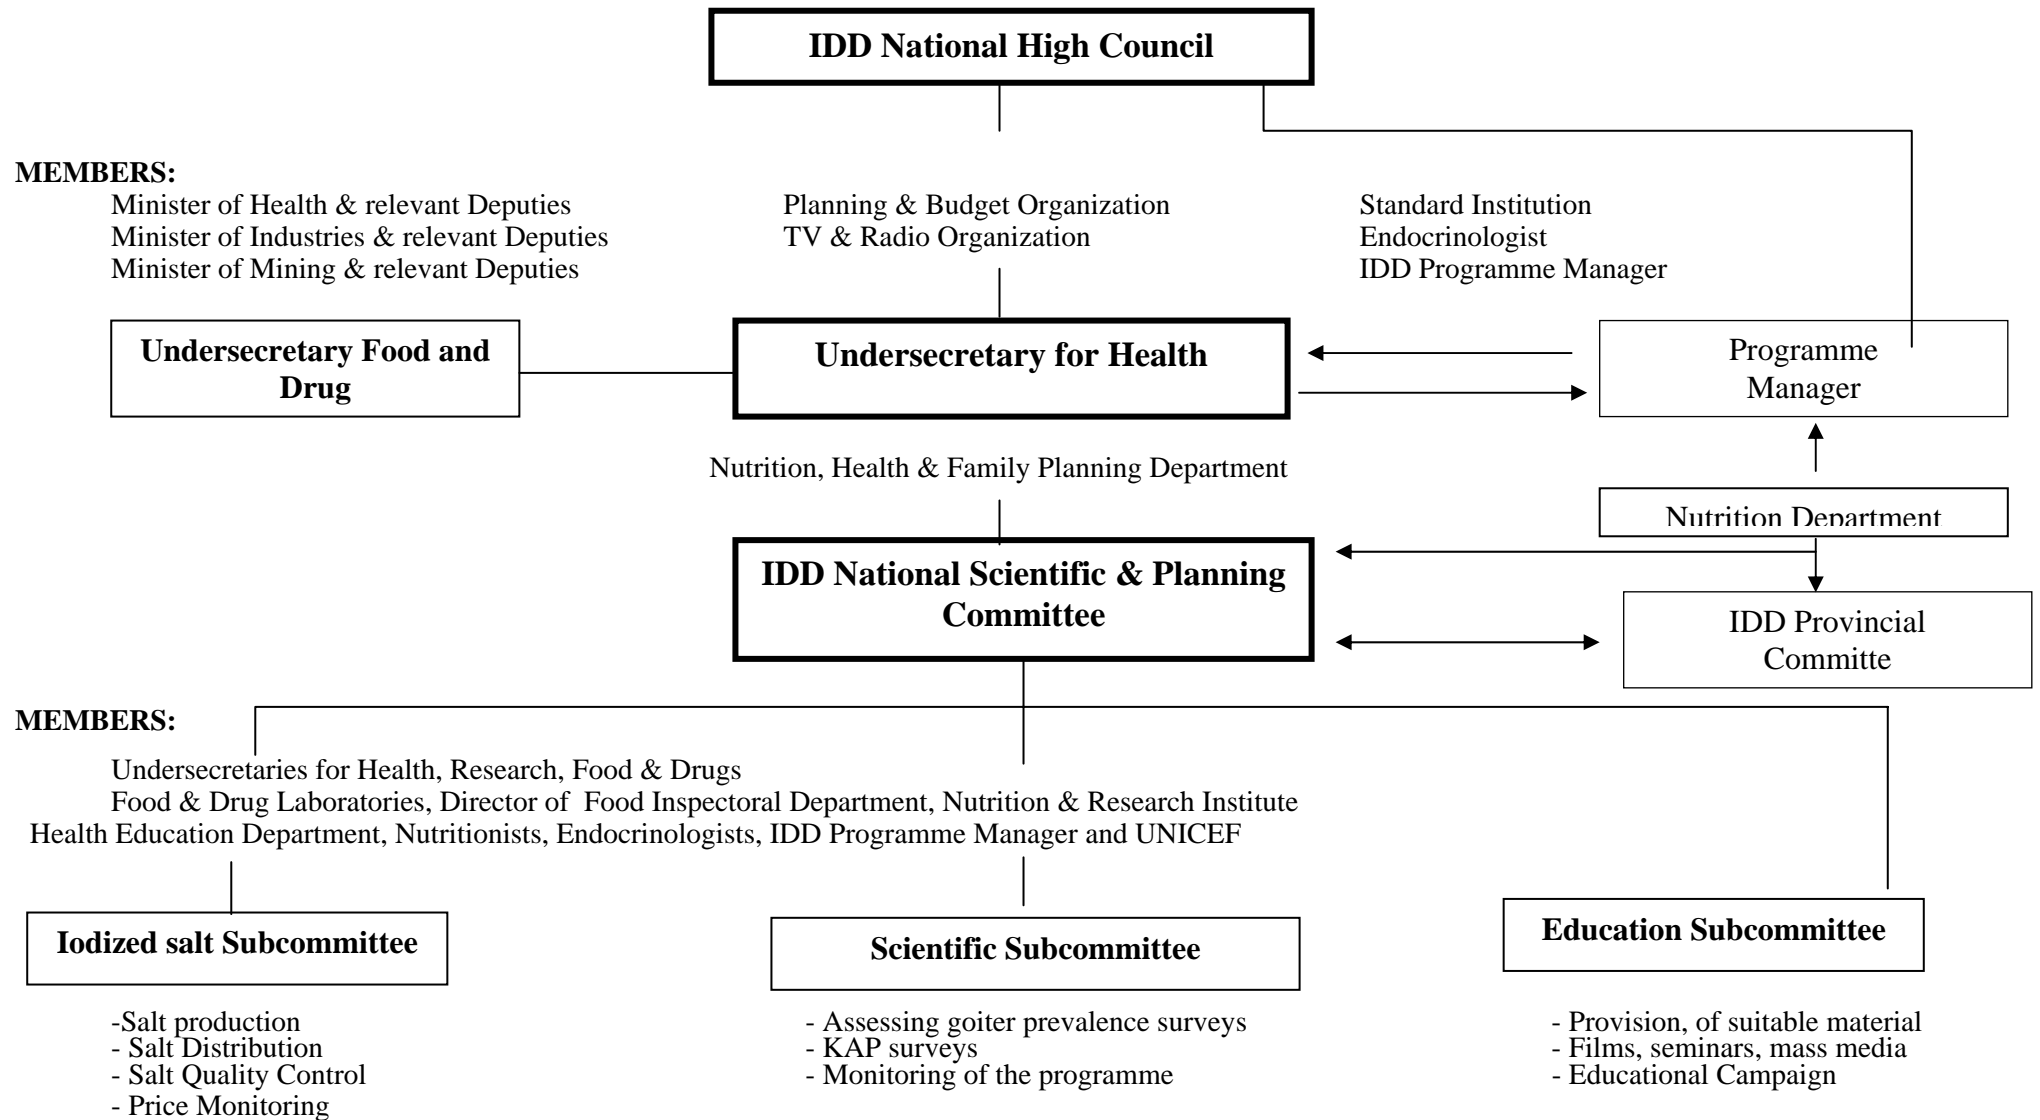 IDD National High Council
MEMBERS:
Minister of Health & relevant Deputies
Minister of Industries & relevant Deputies
Minister of Mining & relevant Deputies
Planning & Budget Organization
TV & Radio Organization
Standard Institution
Endocrinologist
IDD Programme Manager
Undersecretary Food and
Drug
Undersecretary for Health
Programme
Manager
Nutrition, Health & Family Planning Department
Nutrition Department
IDD National Scientific & Planning
Committee
IDD Provincial
Committe
MEMBERS:
Undersecretaries for Health, Research, Food & Drugs
Food & Drug Laboratories, Director of Food Inspectoral Department, Nutrition & Research Institute
Health Education Department, Nutritionists, Endocrinologists, IDD Programme Manager and UNICEF
Iodized salt Subcommittee
-Salt production
- Salt Distribution
- Salt Quality Control
- Price Monitoring
Scientific Subcommittee
- Assessing goiter prevalence surveys
- KAP surveys
- Monitoring of the programme
Education Subcommittee
- Provision, of suitable material
- Films, seminars, mass media
- Educational Campaign